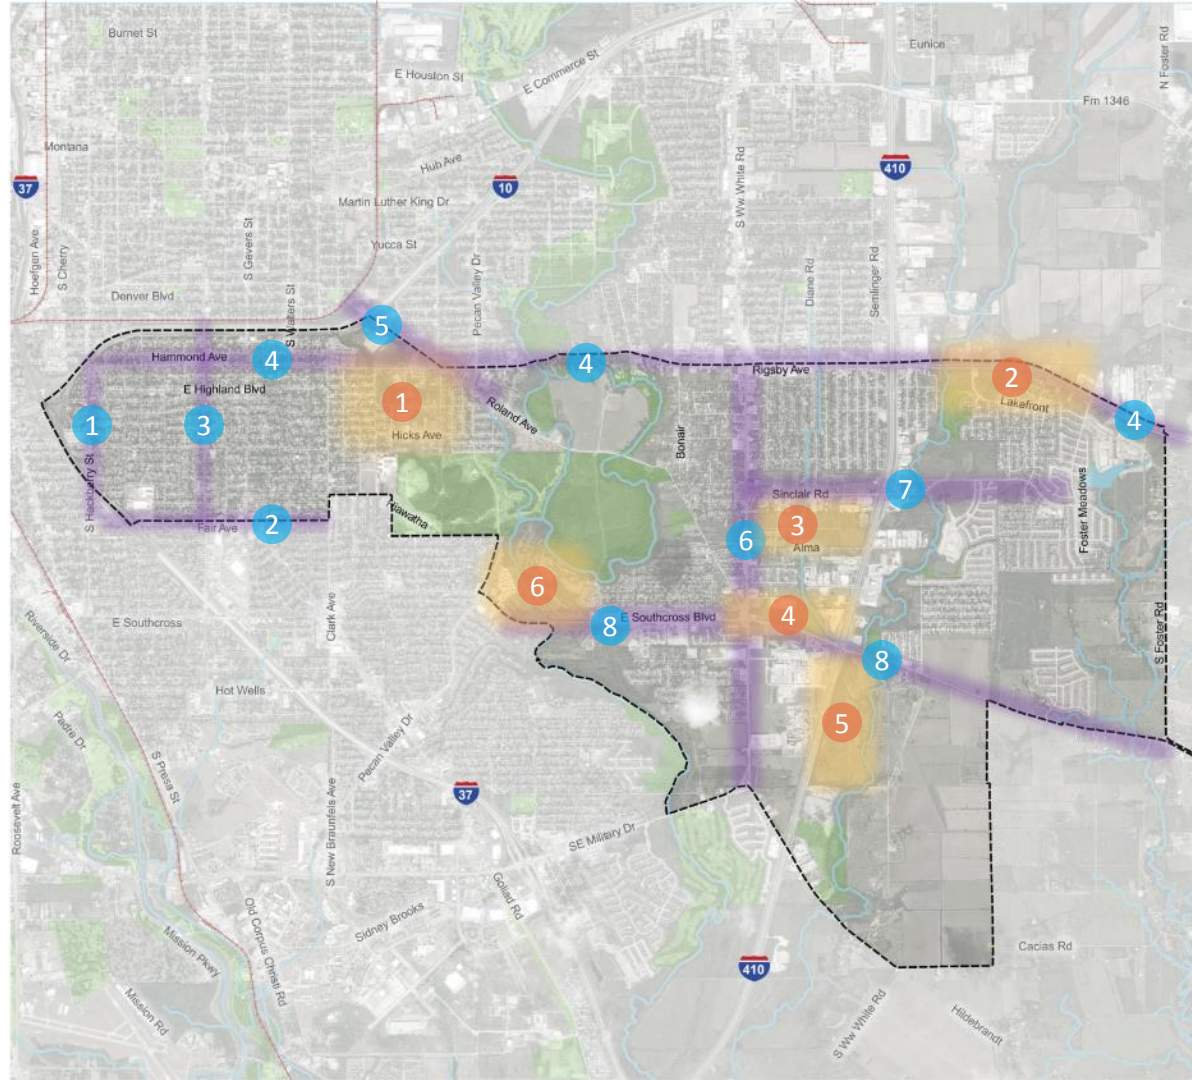 Burnet St
Eunice
N Foster Rd
E Houston St
E Commerce St
Fm 1346
Montana
Hub Ave
37
10
410
S Ww White Rd
Martin Luther King Dr
Yucca St
Hoefgen Ave
S Cherry
S Gevers St
Pecan Valley Dr
Diane Rd
Semlinger Rd
Denver Blvd
S Walters St
5
Hammond Ave
4
4
Rigsby Ave
2
E Highland Blvd
1
Lakefront
4
Roland Ave
1
3
Hicks Ave
Bonair
S Hackberry St
7
Sinclair Rd
Foster Meadows
Hiawatha
Fair Ave
2
3
6
Alma
6
Clark Ave
E Southcross
8
E Southcross Blvd
4
S Foster Rd
Riverside Dr
8
Hot Wells
Padre Dr
S Presa St
Pecan Valley Dr
5
37
Roosevelt Ave
S New Braunfels Ave
SE Military Dr
Goliad Rd
Old Corpus Christi Rd
Sidney Brooks
Mission Pkwy
Cacias Rd
410
Mission Rd
S Ww White Rd
Hildebrandt